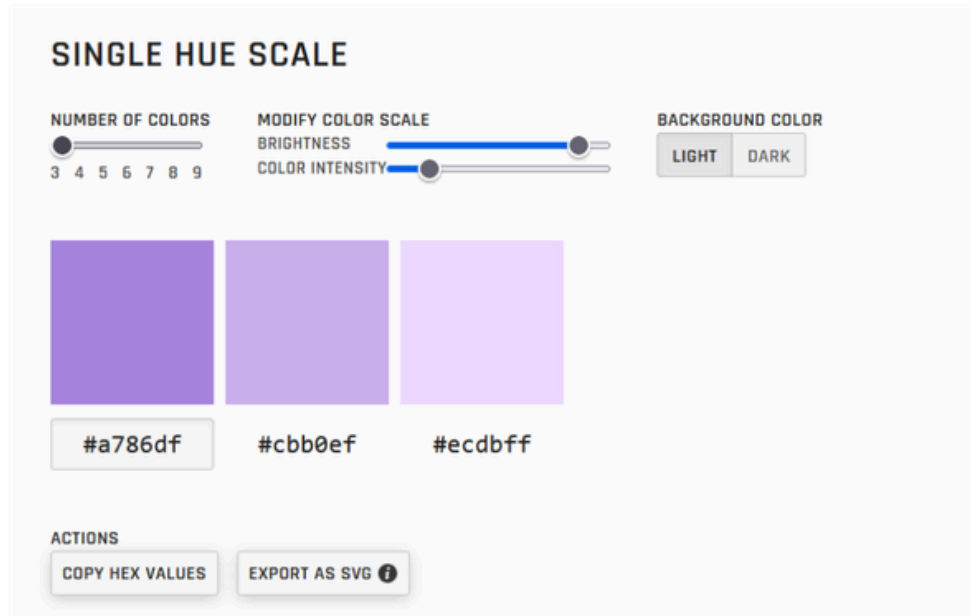 SINGLE HUE SCALE
NUMBER OF COLORS
3 4 5 6 7 8 9
MODIFY COLOR SCALE
BRIGHTNESS
COLOR INTENSITY
BACKGROUND COLOR
LIGHT DARK
#a786df #cbb0ef #ecdbff
ACTIONS
COPY HEX VALUES EXPORT AS SVG i